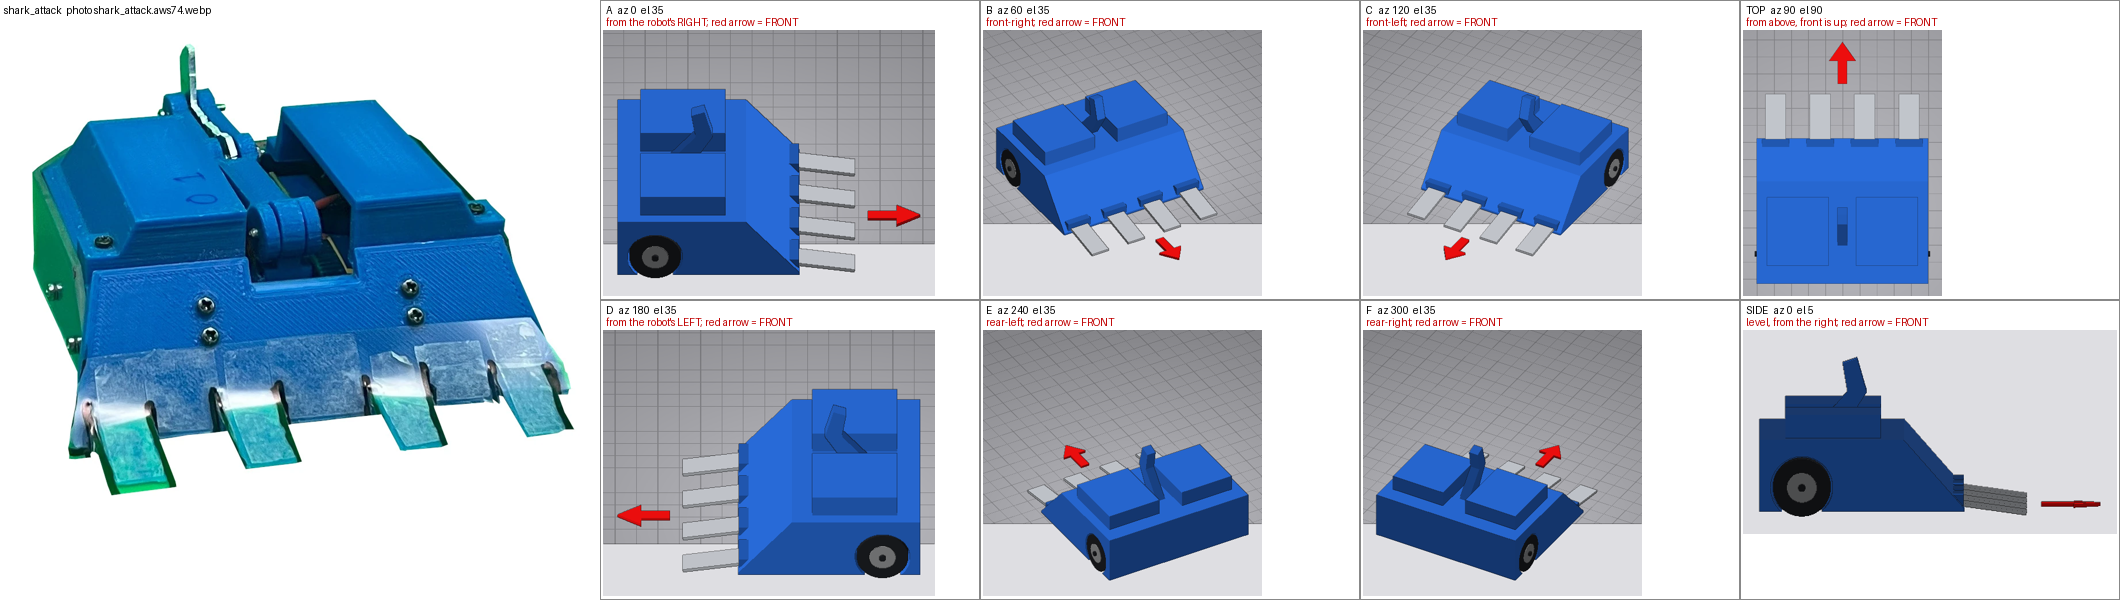 shark_attack photoshark_attack.aws74.webp
A az 0 el 35
from the robot's RIGHT; red arrow = FRONT
B az 60 el 35
front-right; red arrow = FRONT
C az 120 el 35
front-left; red arrow = FRONT
TOP az 90 el 90
from above, front is up; red arrow = FRONT
10
D az 180 el 35
from the robot's LEFT; red arrow = FRONT
E az 240 el 35
rear-left; red arrow = FRONT
F az 300 el 35
rear-right; red arrow = FRONT
SIDE az 0 el 5
level, from the right; red arrow = FRONT